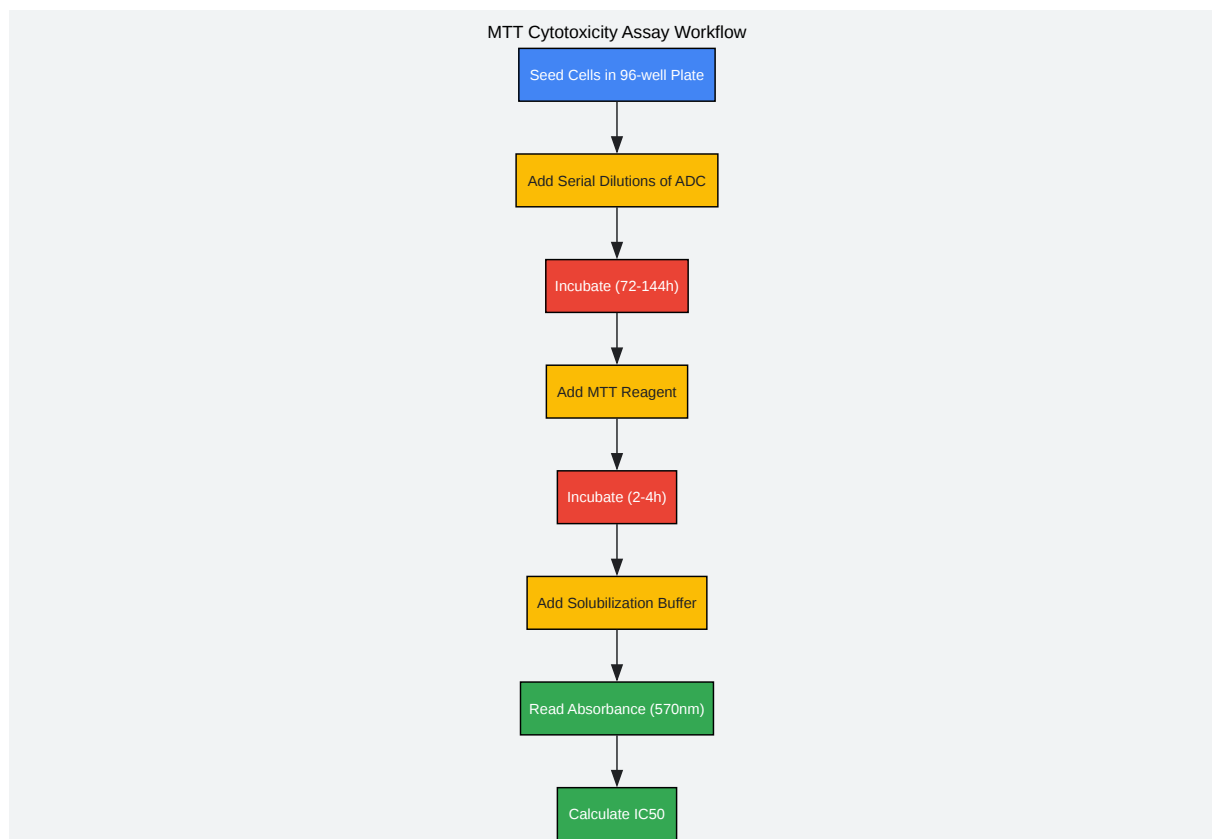 MTT Cytotoxicity Assay Workflow
Seed Cells in 96-well Plate
Add Serial Dilutions of ADC
Incubate (72-144h)
Add MTT Reagent
Incubate (2-4h)
Add Solubilization Buffer
Read Absorbance (570nm)
Calculate IC50